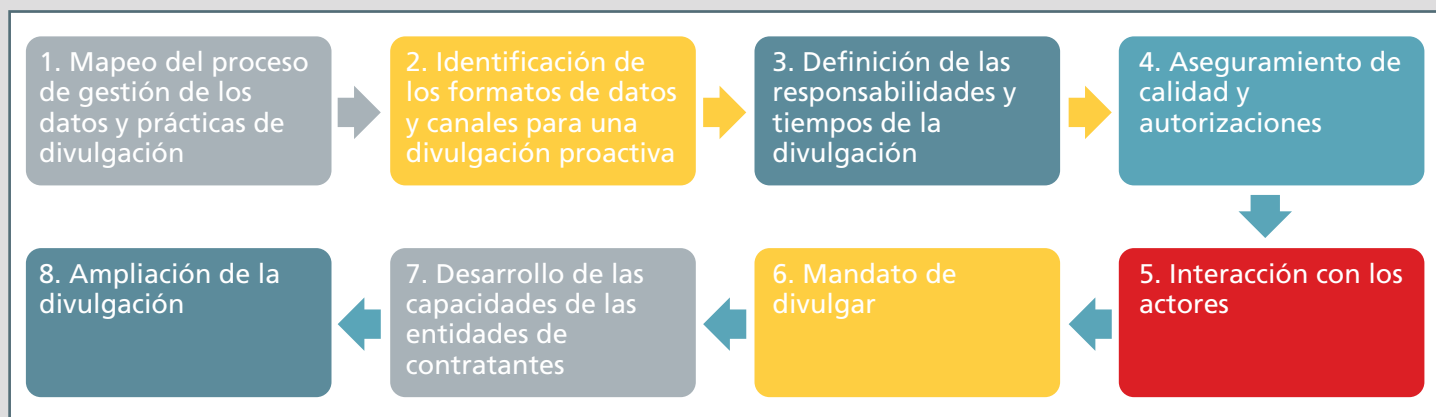 1. Mapeo del proceso
de gestión de los
datos y prácticas de
divulgación
2. Identificación de
los formatos de datos
y canales para una
divulgación proactiva
3. Definición de las
responsabilidades y
tiempos de la
divulgación
4. Aseguramiento de
calidad y
autorizaciones
5. Interacción con los
actores
6. Mandato de
divulgar
7. Desarrollo de las
capacidades de las
entidades de
contratantes
8. Ampliación de la
divulgación